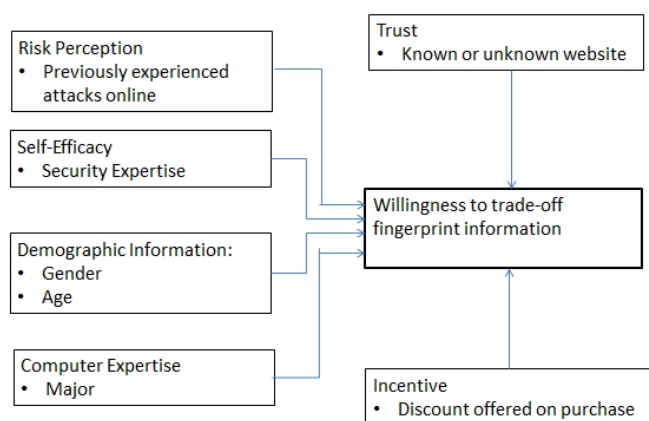 Risk Perception
• Previously experienced
attacks online
Self-Efficacy
• Security Expertise
Demographic Information:
• Gender
• Age
Computer Expertise
• Major
Trust
• Known or unknown website
Willingness to trade-off
fingerprint information
Incentive
• Discount offered on purchase